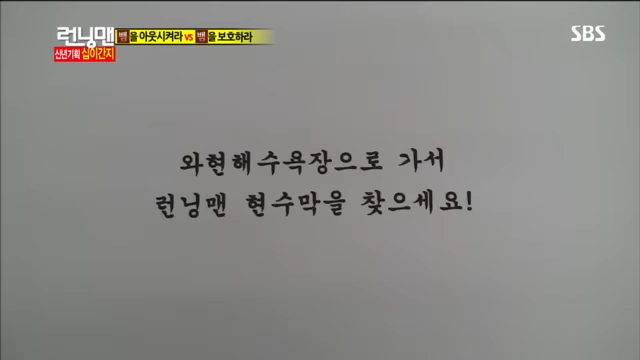 런닝맨
뱀을 아웃시켜라 vs 뱀을 보호하라
신년기획 십이간지
SBS
와현해수욕장으로 가서
런닝맨 현수막을 찾으세요!